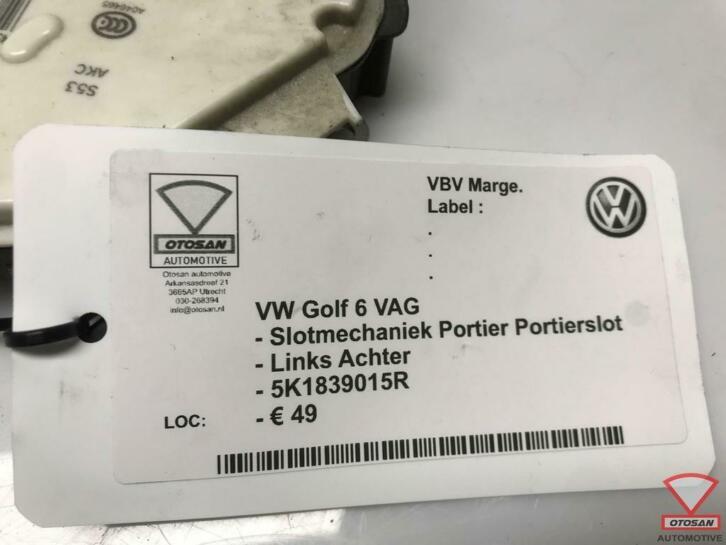 A046465
S53
AKC
OTOSAN
AUTOMOTIVE
Otosan automotive
Arkansasdreef 21
3565AP Utrecht
030-268394
info@otosan.nl
VBV Marge.
Label :
.
.
.
VW Golf 6 VAG
- Slotmechaniek Portier Portierslot
- Links Achter
- 5K1839015R
LOC: - € 49
OTOSAN
AUTOMOTIVE